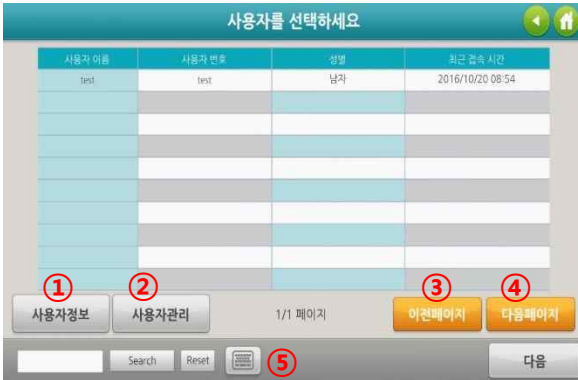 사용자를 선택하세요
사용자 이름 사용자 번호 성별 최근 접속 시간
test test 남자 2016/10/20 08:54
① ② ③ ④
사용자정보 사용자관리 1/1 페이지 이전페이지 다음페이지
Search Reset ⑤ 다음